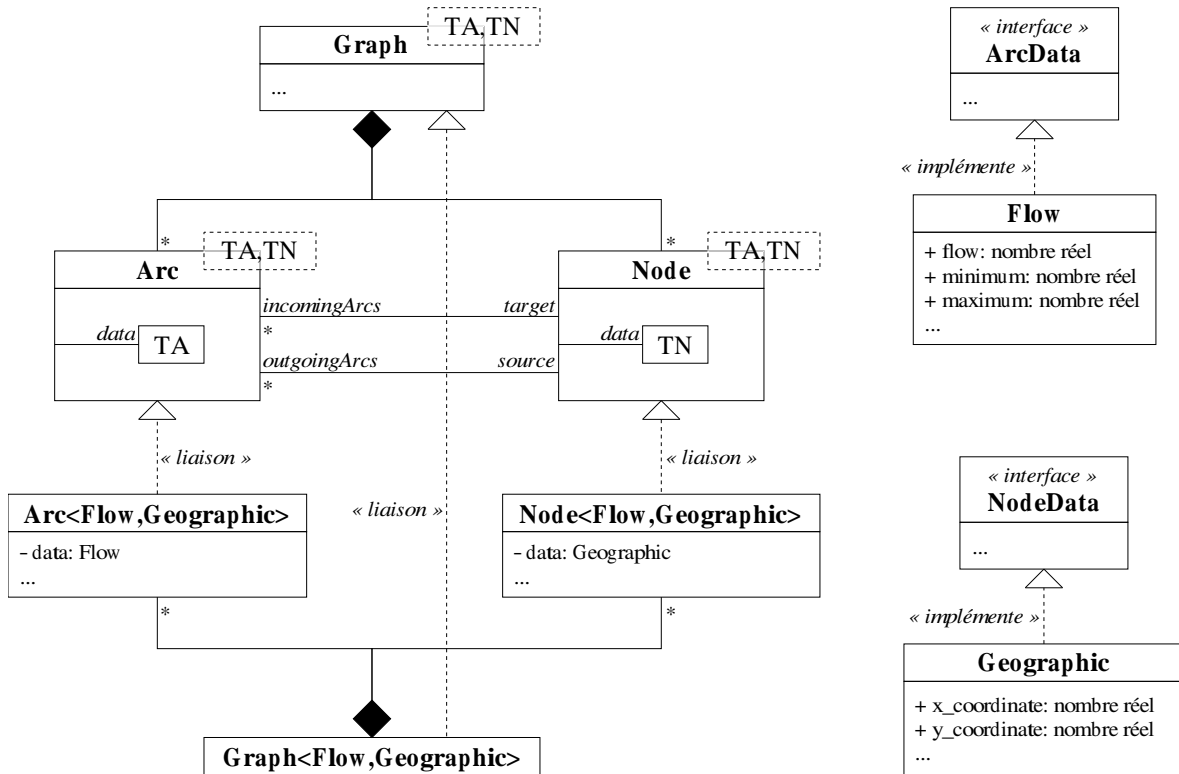 TA,TN
Graph
...
*
*
TA,TN
Arc
data
TA
incomingArcs
*
target
outgoingArcs
*
source
TA,TN
Node
data
TN
« liaison »
« liaison »
« liaison »
Arc<Flow,Geographic>
- data: Flow
...
Node<Flow,Geographic>
- data: Geographic
...
*
*
Graph<Flow,Geographic>
« interface »
ArcData
...
« implémente »
Flow
+ flow: nombre réel
+ minimum: nombre réel
+ maximum: nombre réel
...
« interface »
NodeData
...
« implémente »
Geographic
+ x_coordinate: nombre réel
+ y_coordinate: nombre réel
...